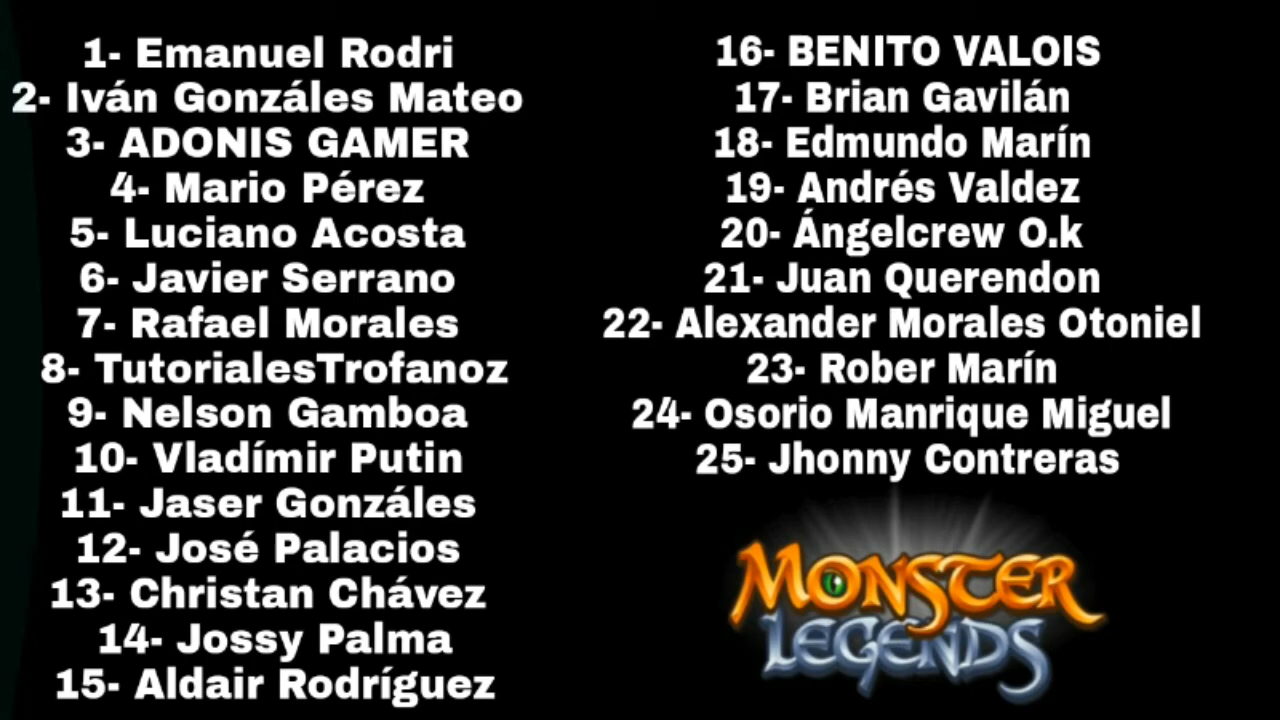 1- Emanuel Rodri
2- Iván Gonzáles Mateo
3- ADONIS GAMER
4- Mario Pérez
5- Luciano Acosta
6- Javier Serrano
7- Rafael Morales
8- TutorialesTrofanoz
9- Nelson Gamboa
10- Vladímir Putin
11- Jaser Gonzáles
12- José Palacios
13- Christan Chávez
14- Jossy Palma
15- Aldair Rodríguez
16- BENITO VALOIS
17- Brian Gavilán
18- Edmundo Marín
19- Andrés Valdez
20- Ángelcrew O.k
21- Juan Querendon
22- Alexander Morales Otoniel
23- Rober Marín
24- Osorio Manrique Miguel
25- Jhonny Contreras
MONSTER
LEGENDS